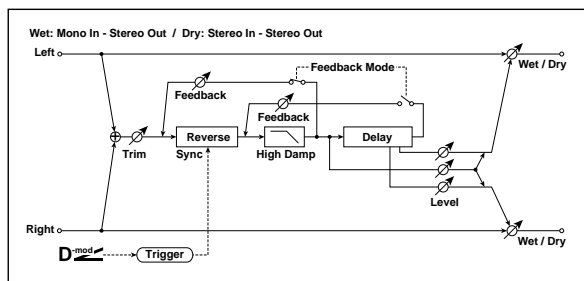 Wet: Mono In - Stereo Out / Dry: Stereo In - Stereo Out
Left
Wet / Dry
Feedback Mode
Feedback
Feedback
Trim
Reverse
Sync
High Damp
Delay
Level
Right
Wet / Dry
D-mod
Trigger